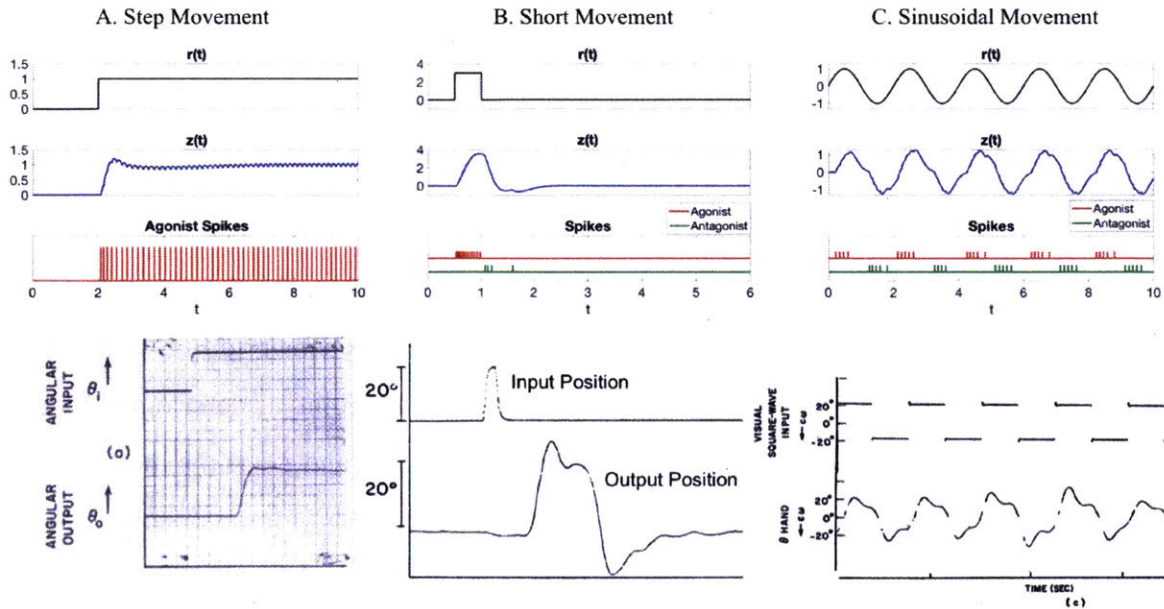 A. Step Movement
r(t)
1.5
1
0.5
0
z(t)
1.5
1
0.5
0
Agonist Spikes
0 2 4 6 8 10
t
ANGULAR INPUT
θi
(a)
ANGULAR OUTPUT
θo
B. Short Movement
r(t)
4
2
0
z(t)
4
2
0
Agonist
Antagonist
Spikes
0 1 2 3 4 5 6
t
20°
Input Position
20°
Output Position
C. Sinusoidal Movement
r(t)
1
0
-1
z(t)
1
0
-1
Agonist
Antagonist
Spikes
0 2 4 6 8 10
t
VISUAL SQUARE-WAVE INPUT
←CW
20°
-20°
θ HAND
←CW
20°
0°
-20°
TIME (SEC)
(c)